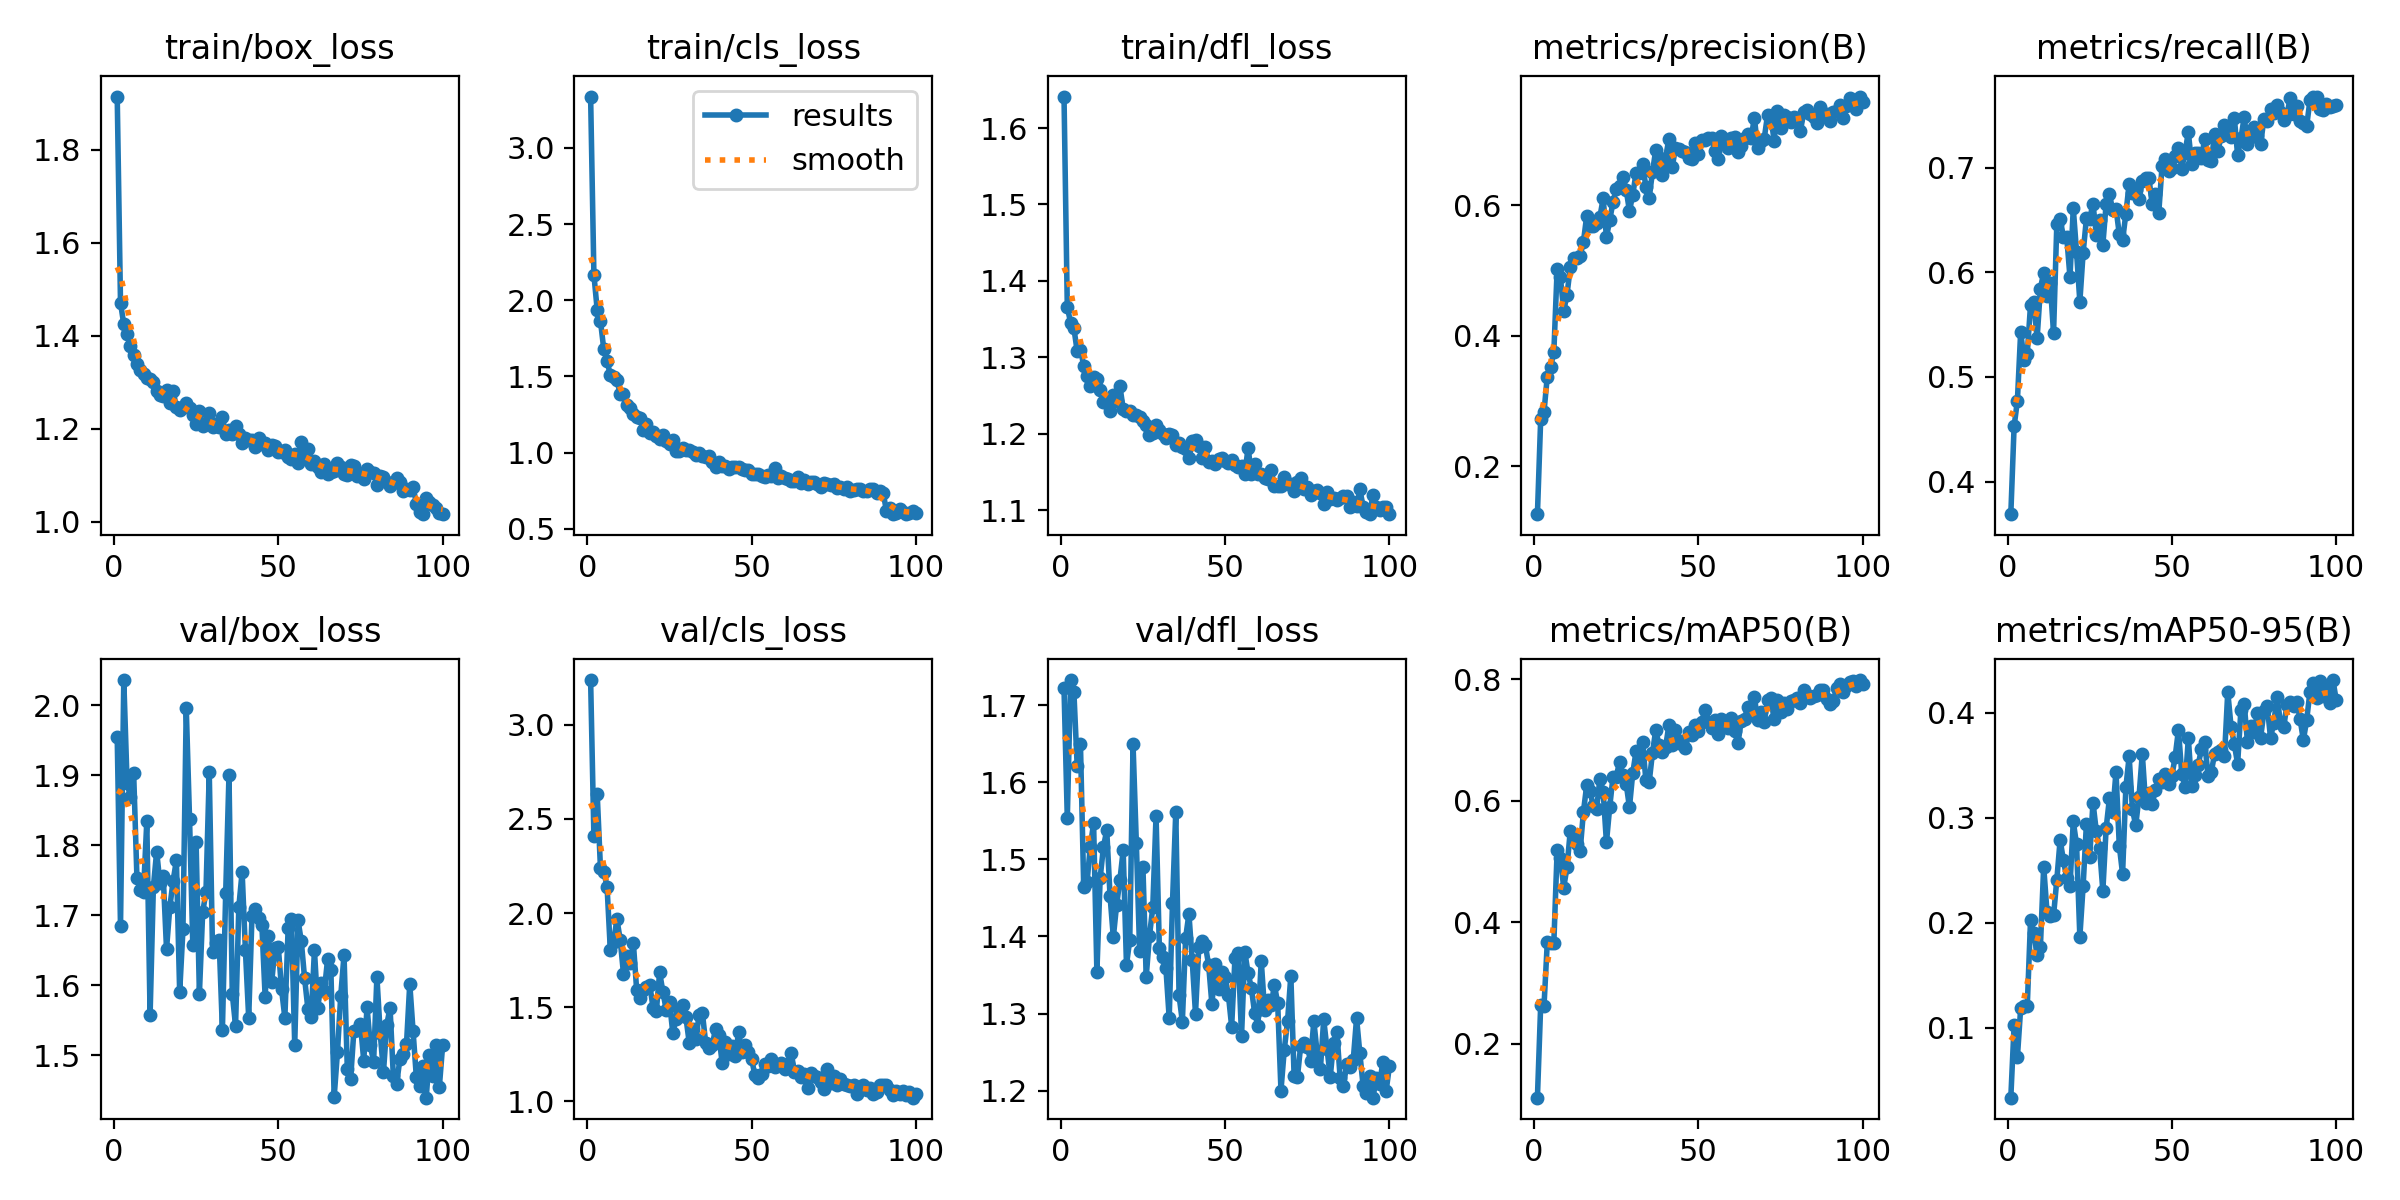 train/box_loss
1.8
1.6
1.4
1.2
1.0
0 50 100
train/cls_loss
results
smooth
3.0
2.5
2.0
1.5
1.0
0.5
0 50 100
train/dfl_loss
1.6
1.5
1.4
1.3
1.2
1.1
0 50 100
metrics/precision(B)
0.6
0.4
0.2
0 50 100
metrics/recall(B)
0.7
0.6
0.5
0.4
0 50 100
val/box_loss
2.0
1.9
1.8
1.7
1.6
1.5
0 50 100
val/cls_loss
3.0
2.5
2.0
1.5
1.0
0 50 100
val/dfl_loss
1.7
1.6
1.5
1.4
1.3
1.2
0 50 100
metrics/mAP50(B)
0.8
0.6
0.4
0.2
0 50 100
metrics/mAP50-95(B)
0.4
0.3
0.2
0.1
0 50 100